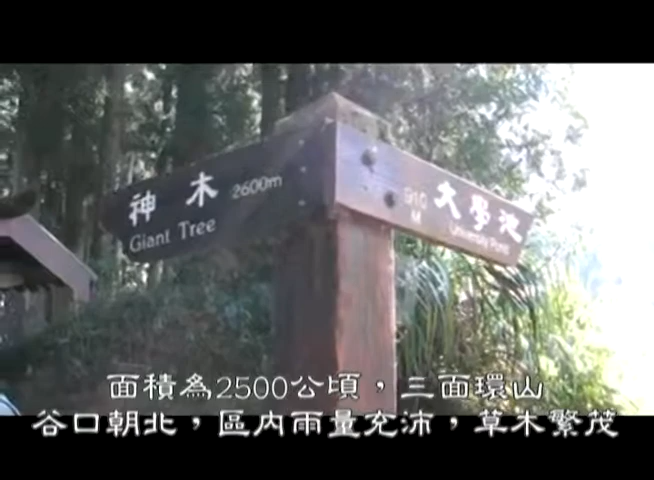 神木 2600m
Giant Tree
910 大學池
M University Pond
面積為2500公頃，三面環山
谷口朝北，區內雨量充沛，草木繁茂